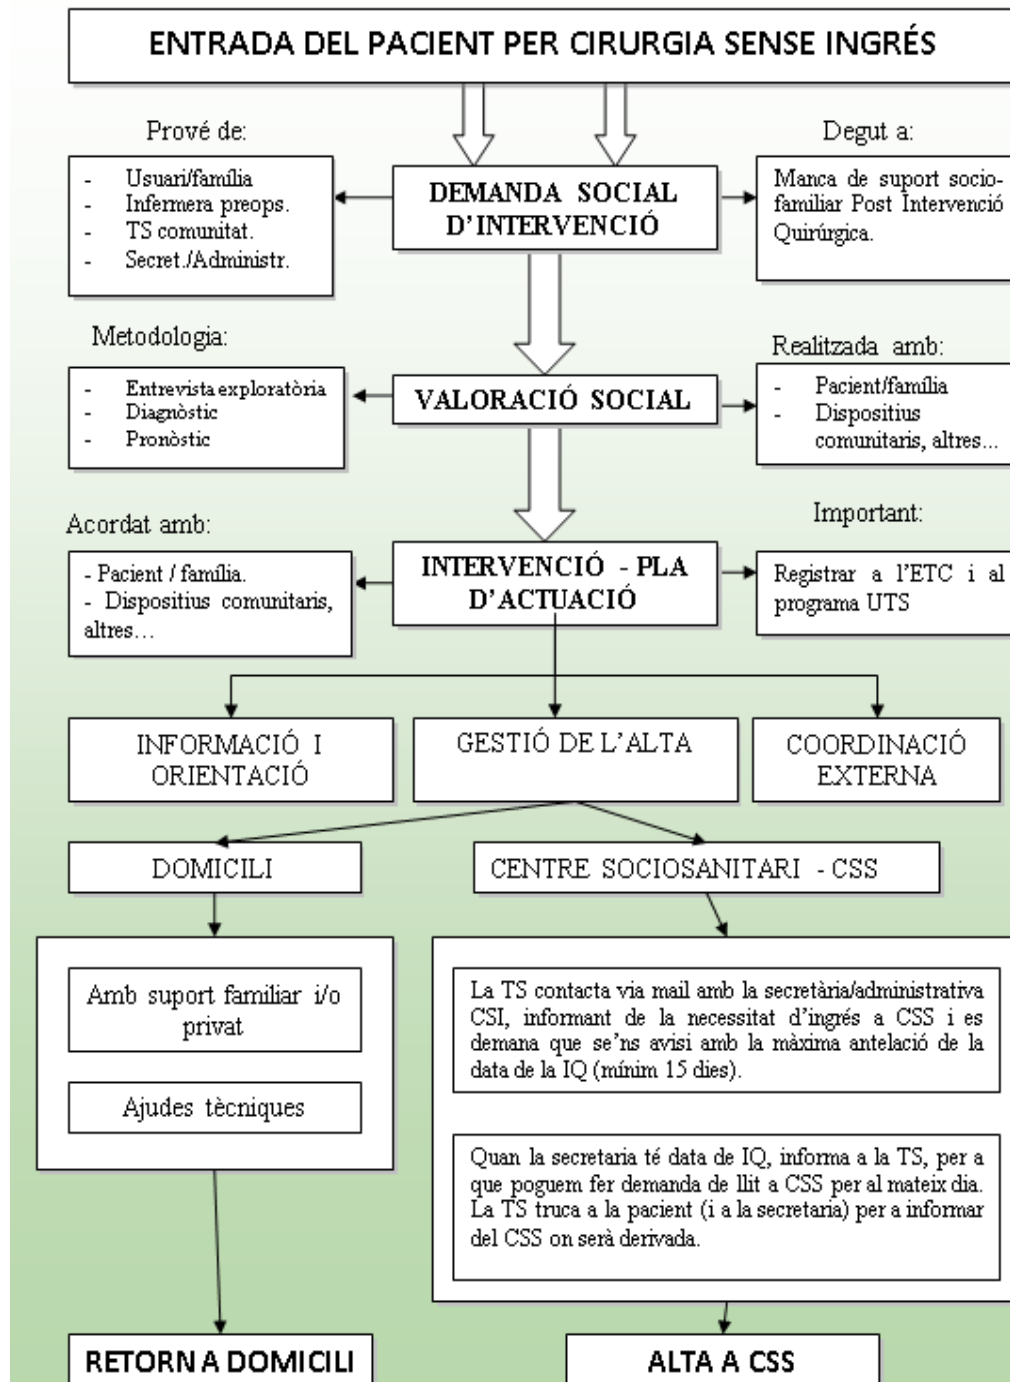 ENTRADA DEL PACIENT PER CIRURGIA SENSE INGRÉS
Prové de:
- Usuari/família
- Infermera preops.
- TS comunitat.
- Secret./Administr.
DEMANDA SOCIAL
D’INTERVENCIÓ
Degut a:
Manca de suport socio-
familiar Post Intervenció
Quirúrgica.
Metodologia:
- Entrevista exploratòria
- Diagnòstic
- Pronòstic
VALORACIÓ SOCIAL
Realitzada amb:
- Pacient/família
- Dispositius
comunitaris, altres...
Acordat amb:
- Pacient / família.
- Dispositius comunitaris,
altres…
INTERVENCIÓ - PLA
D’ACTUACIÓ
Important:
Registrar a l’ETC i al
programa UTS
INFORMACIÓ I
ORIENTACIÓ
GESTIÓ DE L’ALTA
COORDINACIÓ
EXTERNA
DOMICILI
CENTRE SOCIOSANITARI - CSS
Amb suport familiar i/o
privat
Ajudes tècniques
La TS contacta via mail amb la secretària/administrativa
CSI, informant de la necessitat d’ingrés a CSS i es
demana que se’ns avisi amb la màxima antelació de la
data de la IQ (mínim 15 dies).
Quan la secretaria té data de IQ, informa a la TS, per a
que poguem fer demanda de llit a CSS per al mateix dia.
La TS truca a la pacient (i a la secretaria) per a informar
del CSS on serà derivada.
RETORN A DOMICILI
ALTA A CSS